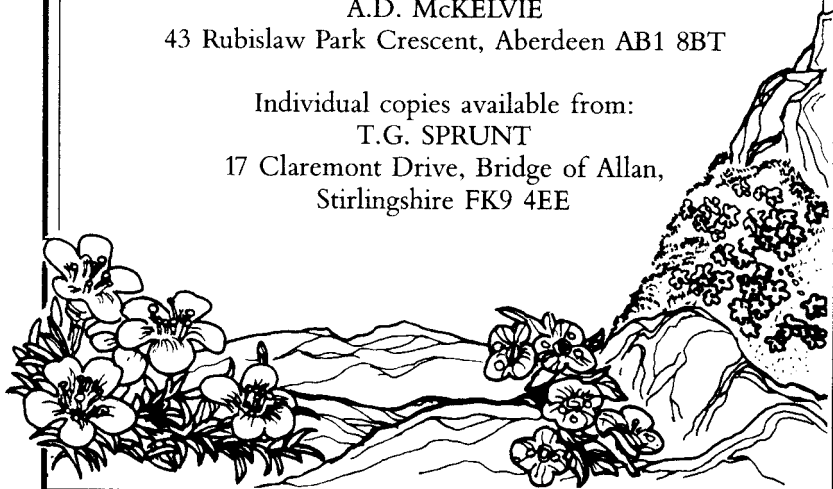 A.D. McKELVIE
43 Rubislaw Park Crescent, Aberdeen AB1 8BT
Individual copies available from:
T.G. SPRUNT
17 Claremont Drive, Bridge of Allan,
Stirlingshire FK9 4EE